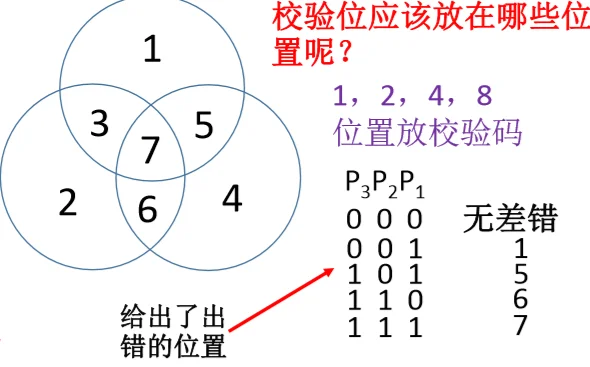 校验位应该放在哪些位
置呢？
1，2，4，8
位置放校验码
1
3
5
7
2
6
4
P3P2P1
0 0 0 无差错
0 0 1 1
1 0 1 5
1 1 0 6
1 1 1 7
给出了出
错的位置